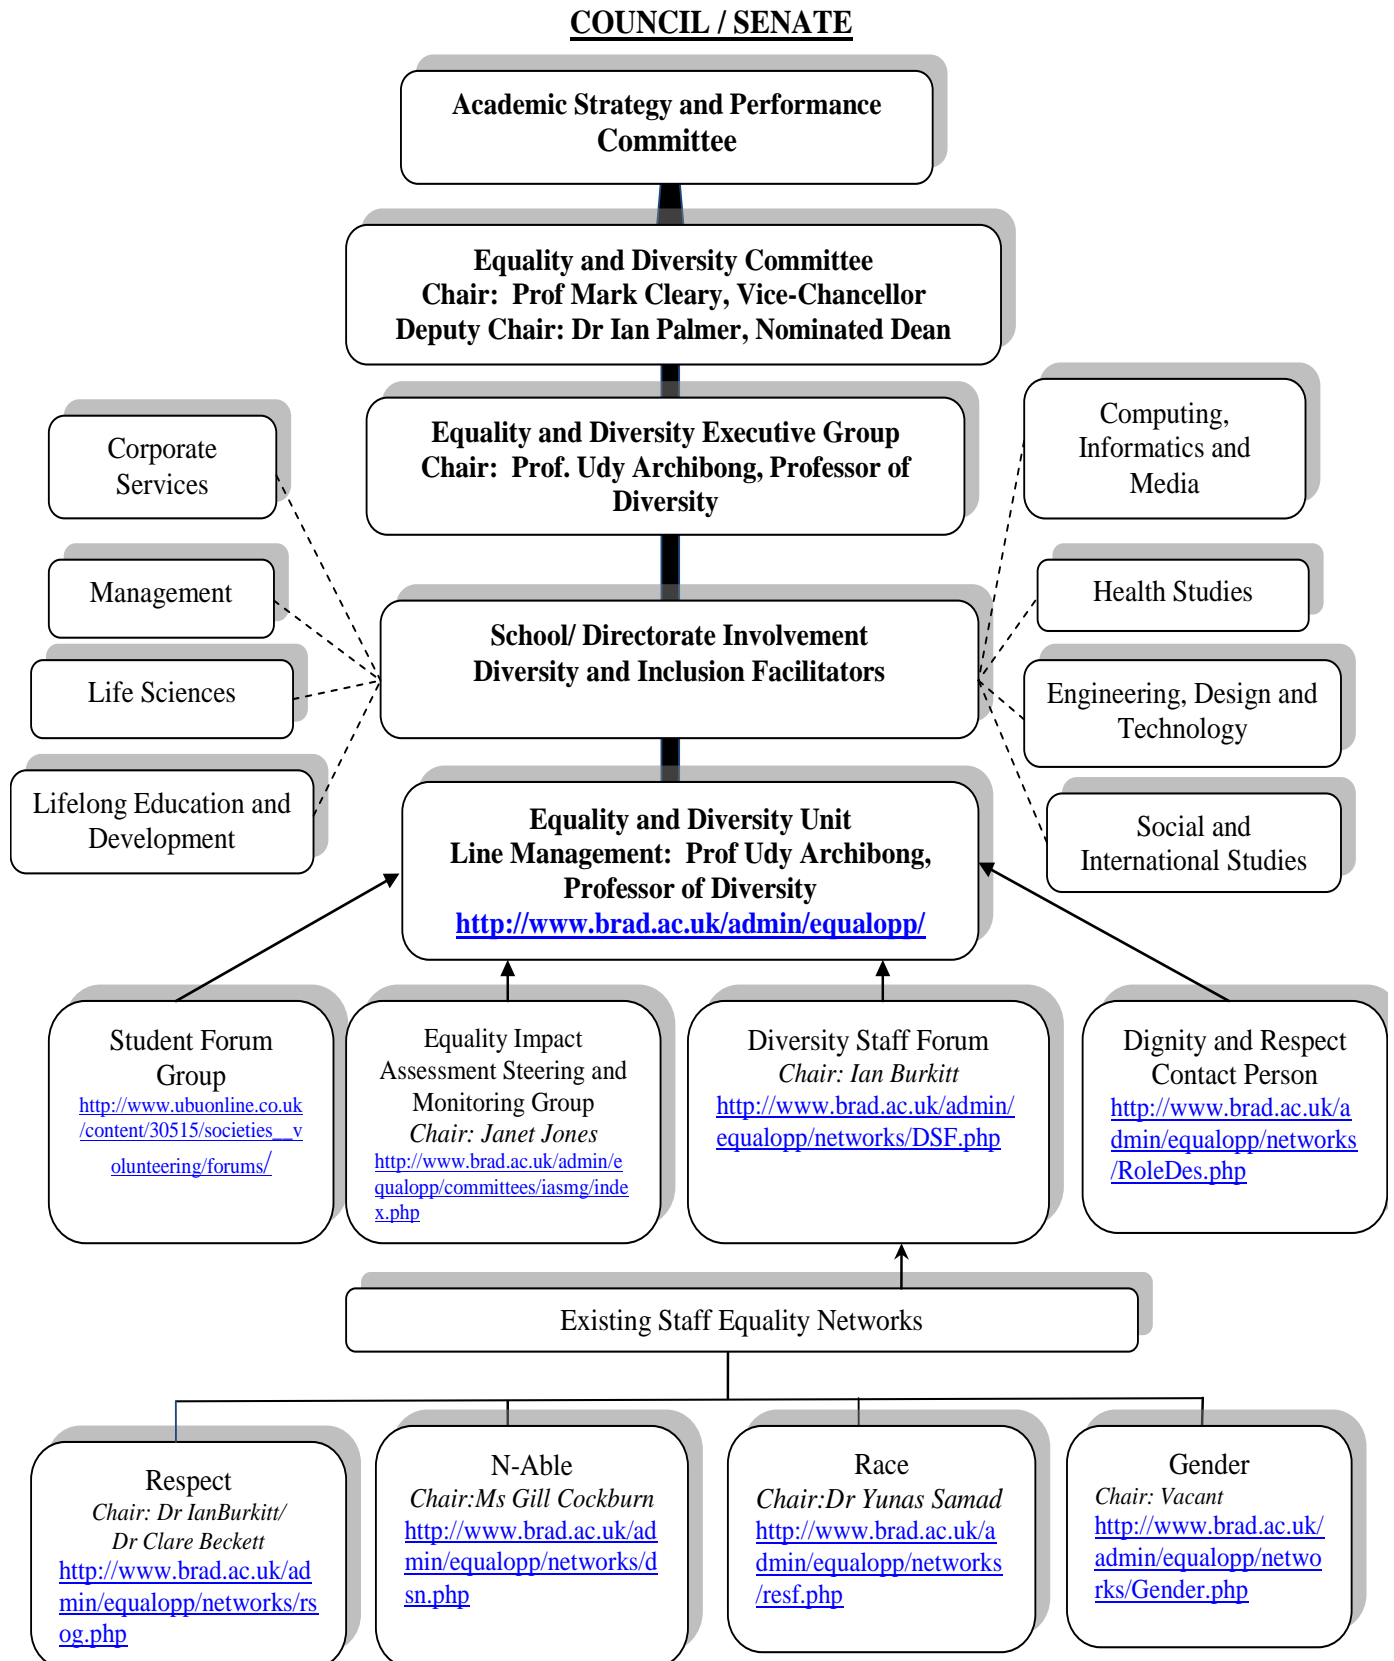 COUNCIL / SENATE
Academic Strategy and Performance
Committee
Equality and Diversity Committee
Chair: Prof Mark Cleary, Vice-Chancellor
Deputy Chair: Dr Ian Palmer, Nominated Dean
Equality and Diversity Executive Group
Chair: Prof. Udy Archibong, Professor of
Diversity
Corporate
Services
Management
Life Sciences
Lifelong Education and
Development
School/ Directorate Involvement
Diversity and Inclusion Facilitators
Computing,
Informatics and
Media
Health Studies
Engineering, Design and
Technology
Social and
International Studies
Equality and Diversity Unit
Line Management: Prof Udy Archibong,
Professor of Diversity
http://www.brad.ac.uk/admin/equalopp/
Student Forum
Group
http://www.ubuonline.co.uk
/content/30515/societies__v
olunteering/forums/
Equality Impact
Assessment Steering and
Monitoring Group
Chair: Janet Jones
http://www.brad.ac.uk/admin/e
qualopp/committees/iasmg/inde
x.php
Diversity Staff Forum
Chair: Ian Burkitt
http://www.brad.ac.uk/admin/
equalopp/networks/DSF.php
Dignity and Respect
Contact Person
http://www.brad.ac.uk/a
dmin/equalopp/networks
/RoleDes.php
Existing Staff Equality Networks
Respect
Chair: Dr IanBurkitt/
Dr Clare Beckett
http://www.brad.ac.uk/ad
min/equalopp/networks/rs
og.php
N-Able
Chair:Ms Gill Cockburn
http://www.brad.ac.uk/ad
min/equalopp/networks/d
sn.php
Race
Chair:Dr Yunas Samad
http://www.brad.ac.uk/a
dmin/equalopp/networks
/resf.php
Gender
Chair: Vacant
http://www.brad.ac.uk/
admin/equalopp/netwo
rks/Gender.php